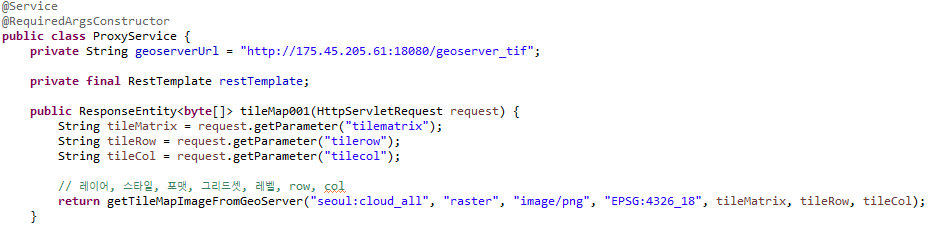 @Service
@RequiredArgsConstructor
public class ProxyService {
    private String geoserverUrl = "http://175.45.205.61:18080/geoserver_tif";
    private final RestTemplate restTemplate;
    public ResponseEntity<byte[]> tileMap001(HttpServletRequest request) {
        String tileMatrix = request.getParameter("tilematrix");
        String tileRow = request.getParameter("tilerow");
        String tileCol = request.getParameter("tilecol");
        // 레이어, 스타일, 포맷, 그리드셋, 레벨, row, col
        return getTileMapImageFromGeoServer("seoul:cloud_all", "raster", "image/png", "EPSG:4326_18", tileMatrix, tileRow, tileCol);
    }